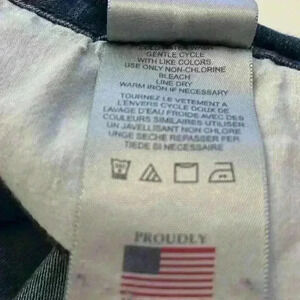 GENTLE CYCLE
WITH LIKE COLORS
USE ONLY NON-CHLORINE
BLEACH
LINE DRY
WARM IRON IF NECESSARY
TOURNEZ LE VETEMENT A
L'ENVERS CYCLE DOUX DE
LAVAGE D'EAU FROIDE AVEC DES
COULEURS SIMILAIRES UTILISER
UN JAVELLISANT NON CHLORE
UNGE SECHE REPASSER FER
TIEDE SI NECESSAIRE
PROUDLY